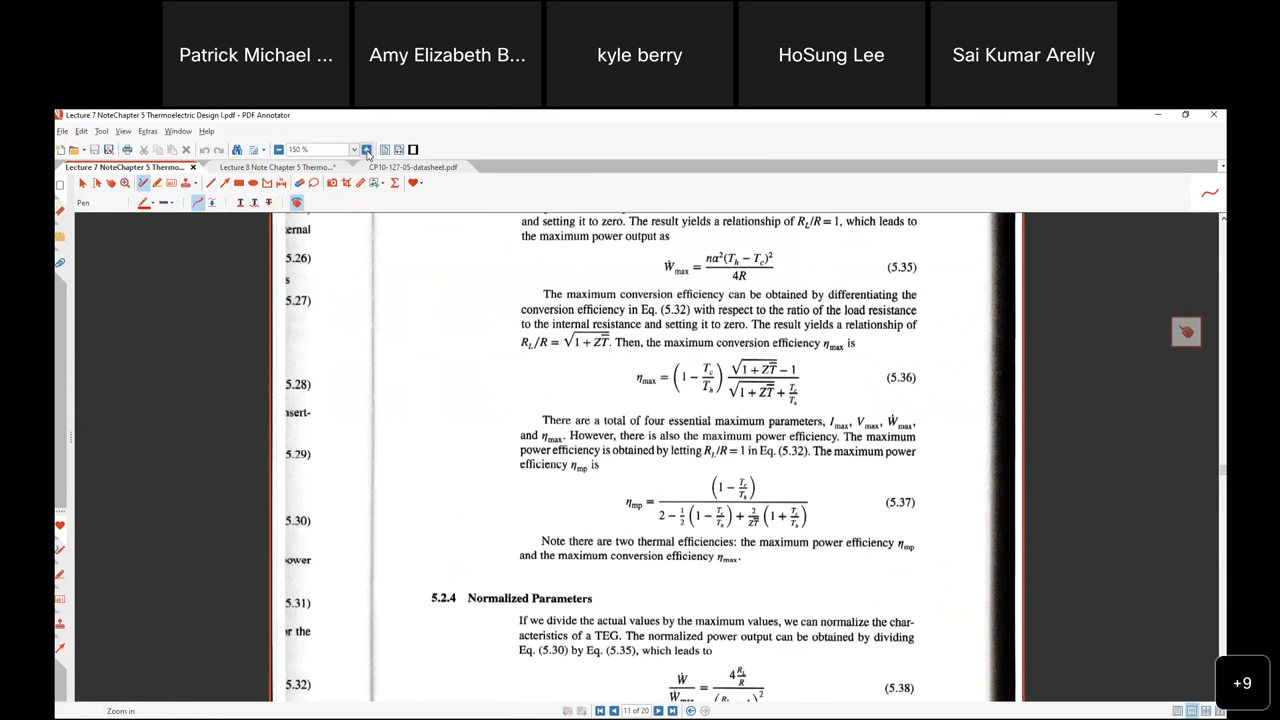 Patrick Michael ...
Amy Elizabeth B...
kyle berry
HoSung Lee
Sai Kumar Arelly
Lecture 7 NoteChapter 5 Thermoelectric Design I.pdf - PDF Annotator
File Edit Tool View Extras Window Help
150 %
Lecture 7 NoteChapter 5 Thermo...
Lecture 8 Note Chapter 5 Thermo...*
CP10-127-05-datasheet.pdf
Pen
ernal
5.26)
s
5.27)
5.28)
nsert-
5.29)
5.30)
power
5.31)
or the
5.32)
and setting it to zero. The result yields a relationship of R_L/R = 1, which leads to
the maximum power output as
Ẇ_max = nα²(T_h − T_c)² / 4R (5.35)
The maximum conversion efficiency can be obtained by differentiating the
conversion efficiency in Eq. (5.32) with respect to the ratio of the load resistance
to the internal resistance and setting it to zero. The result yields a relationship of
R_L/R = √(1 + ZT̅). Then, the maximum conversion efficiency η_max is
η_max = (1 − T_c/T_h) (√(1 + ZT̅) − 1) / (√(1 + ZT̅) + T_c/T_h) (5.36)
There are a total of four essential maximum parameters, I_max, V_max, Ẇ_max,
and η_max. However, there is also the maximum power efficiency. The maximum
power efficiency is obtained by letting R_L/R = 1 in Eq. (5.32). The maximum power
efficiency η_mp is
η_mp = (1 − T_c/T_h) / (2 − ½(1 − T_c/T_h) + 2/ZT̅ (1 + T_c/T_h)) (5.37)
Note there are two thermal efficiencies: the maximum power efficiency η_mp
and the maximum conversion efficiency η_max.
5.2.4 Normalized Parameters
If we divide the actual values by the maximum values, we can normalize the char-
acteristics of a TEG. The normalized power output can be obtained by dividing
Eq. (5.30) by Eq. (5.35), which leads to
Ẇ / Ẇ_max = 4 R_L/R (5.38)
Zoom in
11 of 20
+9